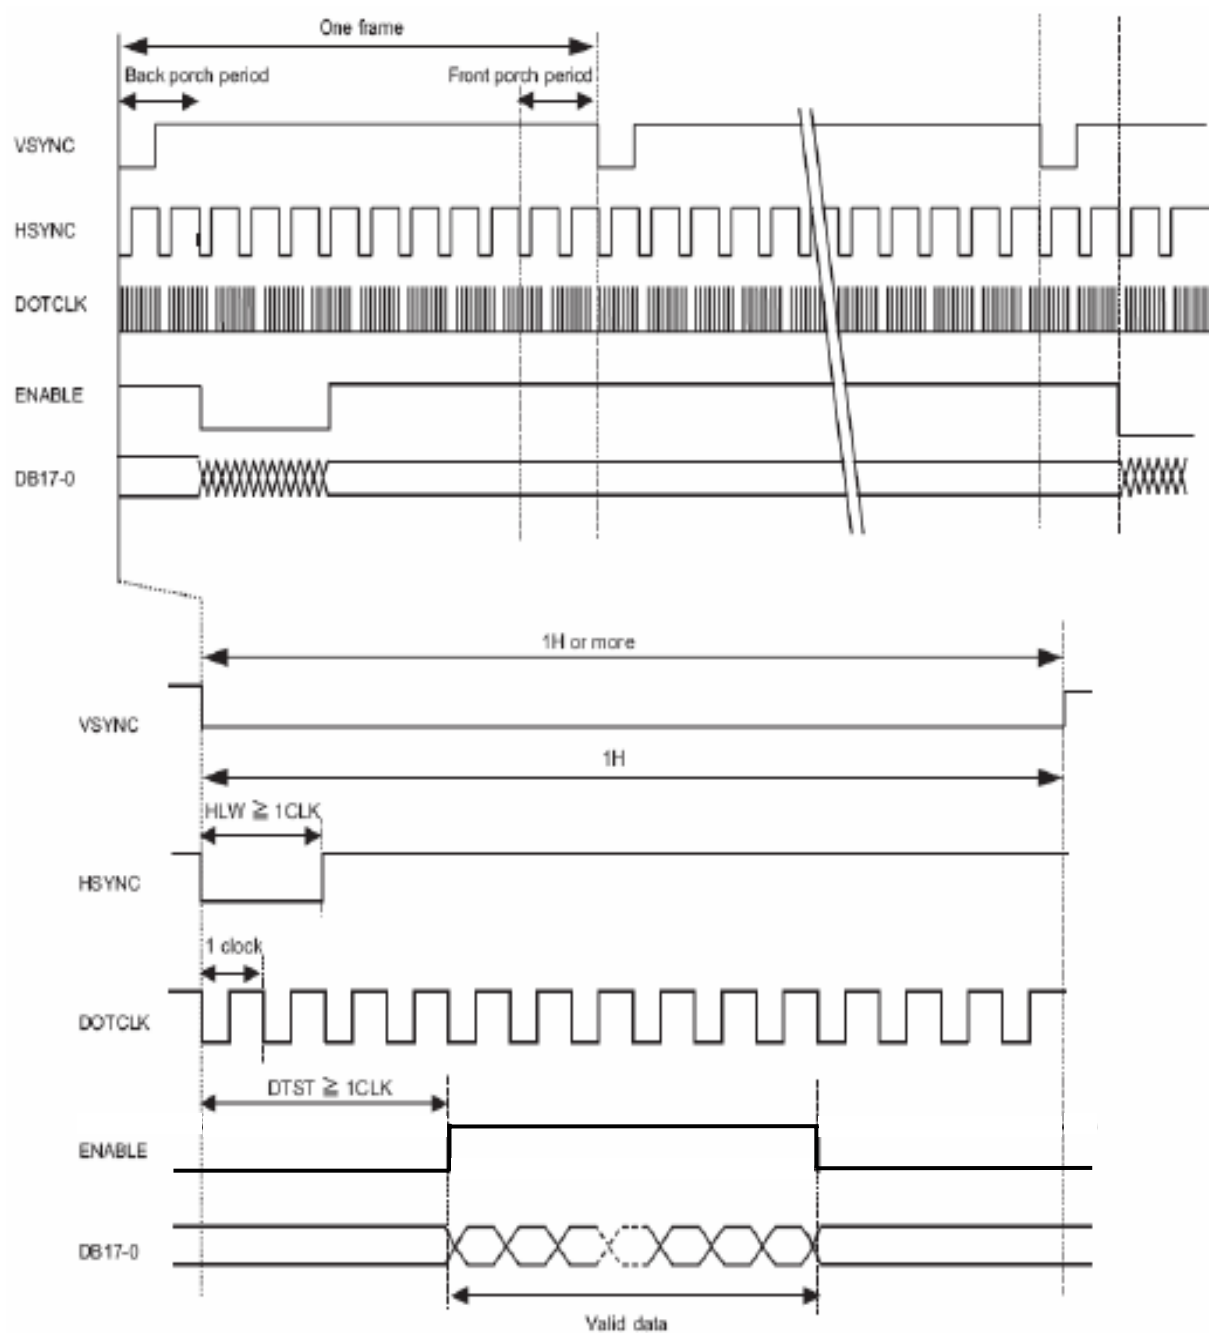 One frame
Back porch period
Front porch period
VSYNC
HSYNC
DOTCLK
ENABLE
DB17-0
1H or more
VSYNC
1H
HLW ≧ 1CLK
HSYNC
1 clock
DOTCLK
DTST ≧ 1CLK
ENABLE
DB17-0
Valid data